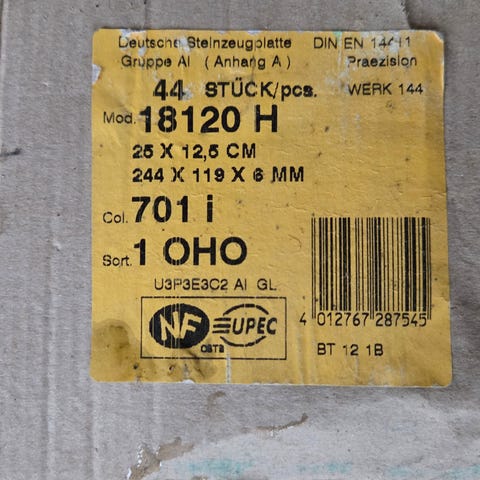 Deutsche Steinzeugplatte DIN EN 14411
Gruppe AI ( Anhang A ) Praezision
44 STÜCK/pcs. WERK 144
Mod. 18120 H
25 X 12,5 CM
244 X 119 X 6 MM
Col. 701 i
Sort. 1 OHO
U3P3E3C2 AI GL
NF UPEC
CSTB
4 012767 287545
BT 12 1B